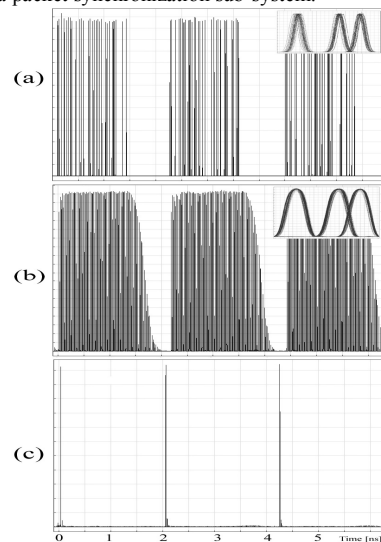 a packet synchronization sub-system.
(a)
(b)
(c)
0 1 2 3 4 5 Time [ns]